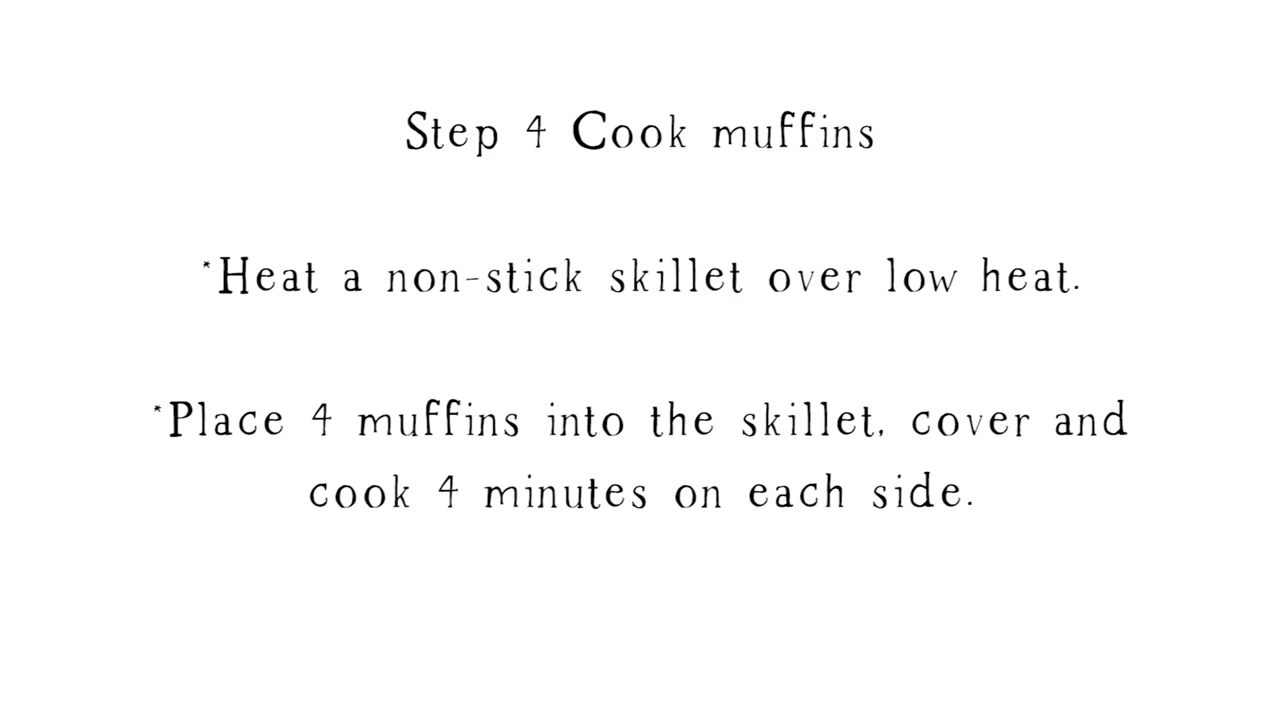 Step 4 Cook muffins
*Heat a non-stick skillet over low heat.
*Place 4 muffins into the skillet, cover and
cook 4 minutes on each side.